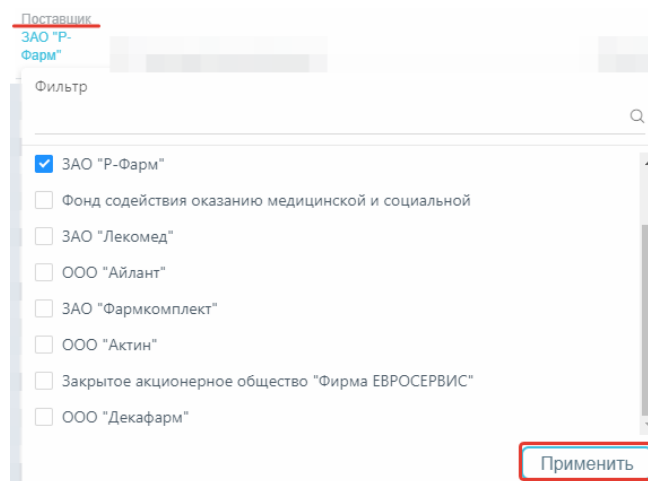 Поставщик
ЗАО "Р-
Фарм"
Фильтр
ЗАО "Р-Фарм"
Фонд содействия оказанию медицинской и социальной
ЗАО "Лекомед"
ООО "Айлант"
ЗАО "Фармкомплект"
ООО "Актин"
Закрытое акционерное общество "Фирма ЕВРОСЕРВИС"
ООО "Декафарм"
Применить